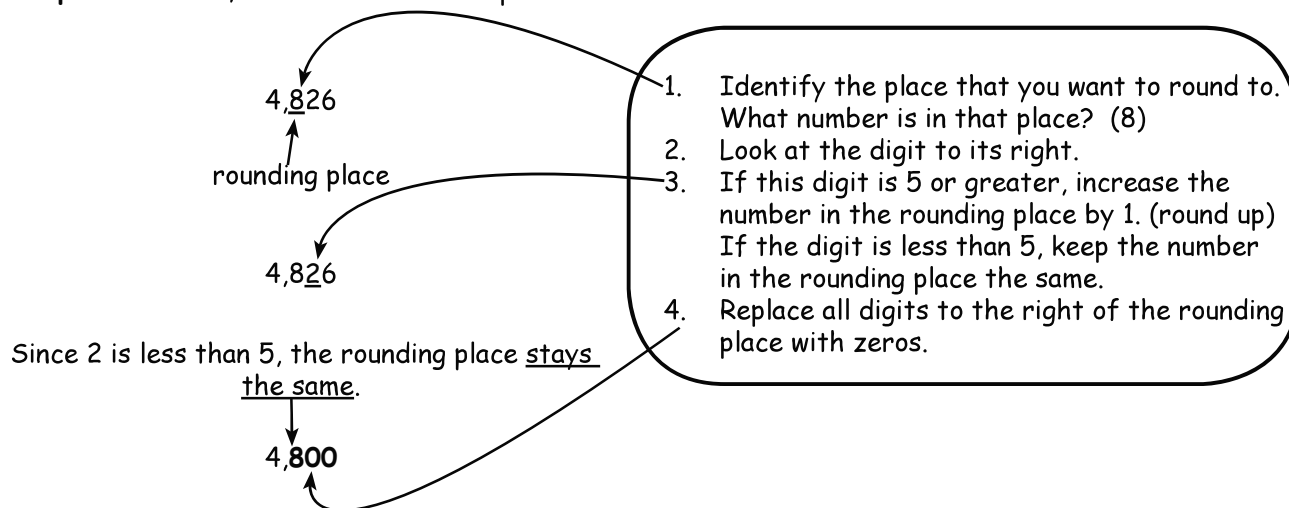 4,826
rounding place
4,826
Since 2 is less than 5, the rounding place stays
the same.
4,800
1. Identify the place that you want to round to.
What number is in that place? (8)
2. Look at the digit to its right.
3. If this digit is 5 or greater, increase the
number in the rounding place by 1. (round up)
If the digit is less than 5, keep the number
in the rounding place the same.
4. Replace all digits to the right of the rounding
place with zeros.